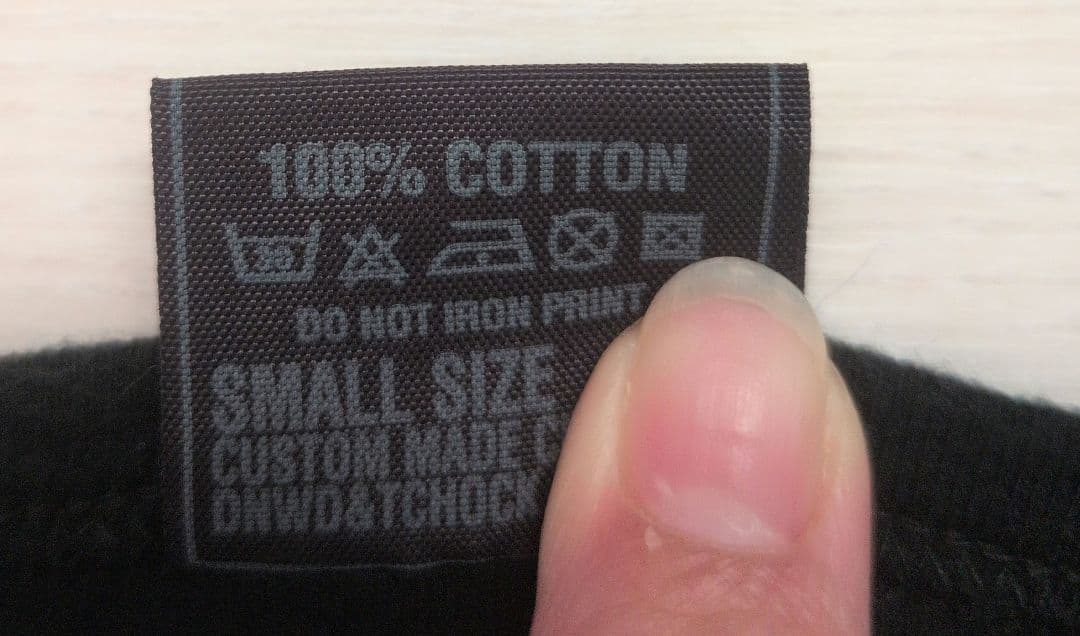 100% COTTON
DO NOT IRON PRINT
SMALL SIZE
CUSTOM MADE
DNWD&TCHOCK